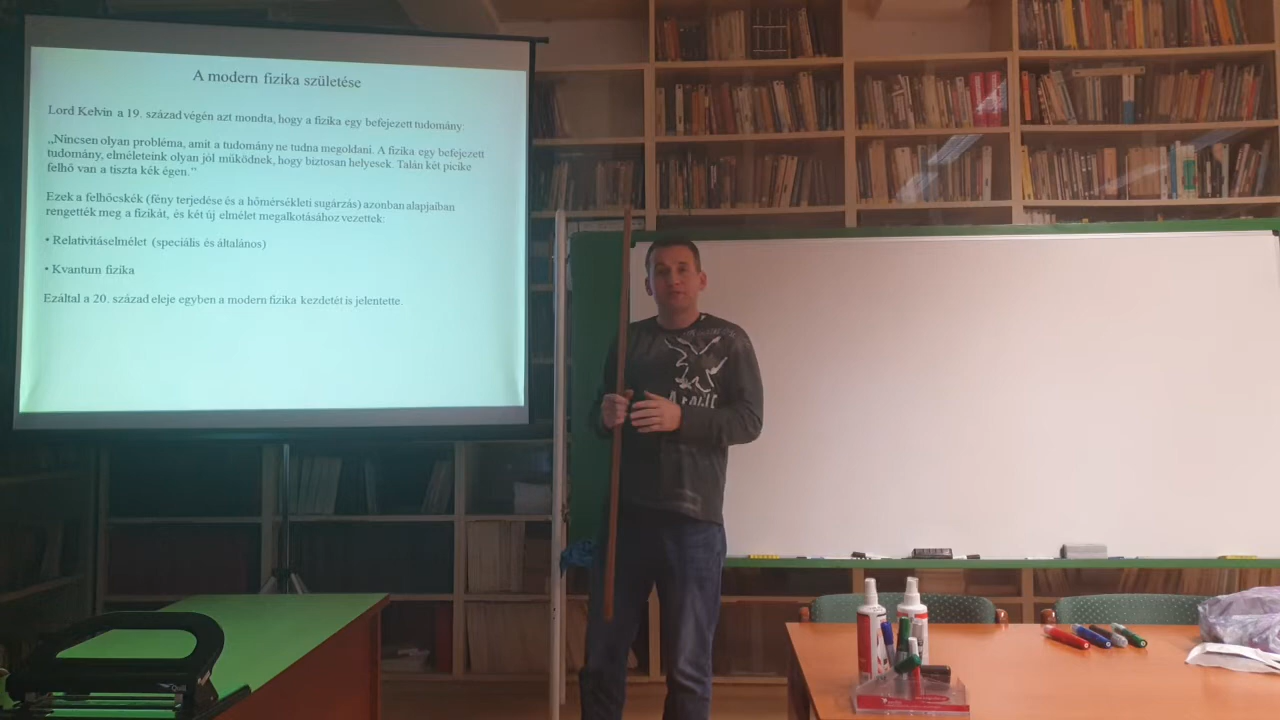 A modern fizika születése
Lord Kelvin a 19. század végén azt mondta, hogy a fizika egy befejezett tudomány:
„Nincsen olyan probléma, amit a tudomány ne tudna megoldani. A fizika egy befejezett
tudomány, elméleteink olyan jól működnek, hogy biztosan helyesek. Talán két picike
felhő van a tiszta kék égen.”
Ezek a felhőcskék (fény terjedése és a hőmérsékleti sugárzás) azonban alapjaiban
rengették meg a fizikát, és két új elmélet megalkotásához vezettek:
• Relativitáselmélet (speciális és általános)
• Kvantum fizika
Ezáltal a 20. század eleje egyben a modern fizika kezdetét is jelentette.